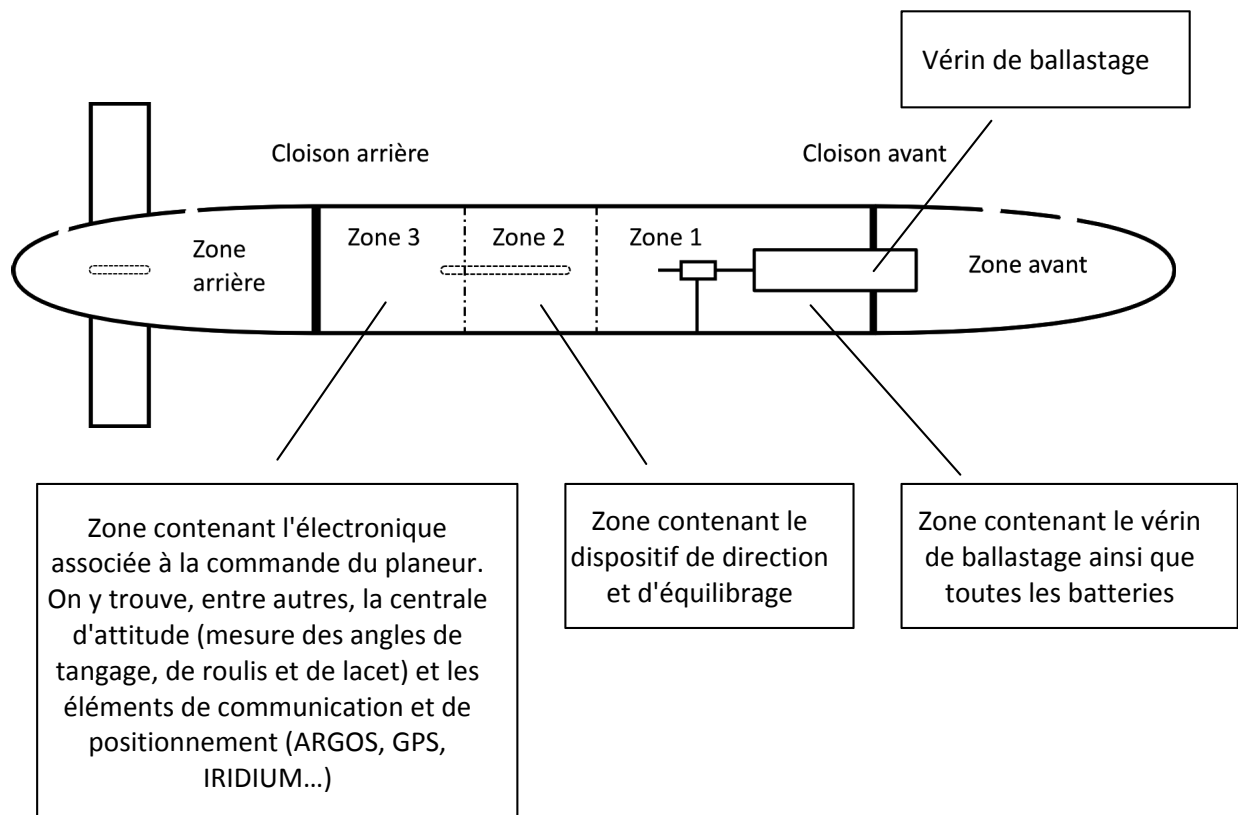 Vérin de ballastage
Cloison arrière
Cloison avant
Zone
arrière
Zone 3
Zone 2
Zone 1
Zone avant
Zone contenant l'électronique
associée à la commande du planeur.
On y trouve, entre autres, la centrale
d'attitude (mesure des angles de
tangage, de roulis et de lacet) et les
éléments de communication et de
positionnement (ARGOS, GPS,
IRIDIUM…)
Zone contenant le
dispositif de direction
et d'équilibrage
Zone contenant le vérin
de ballastage ainsi que
toutes les batteries